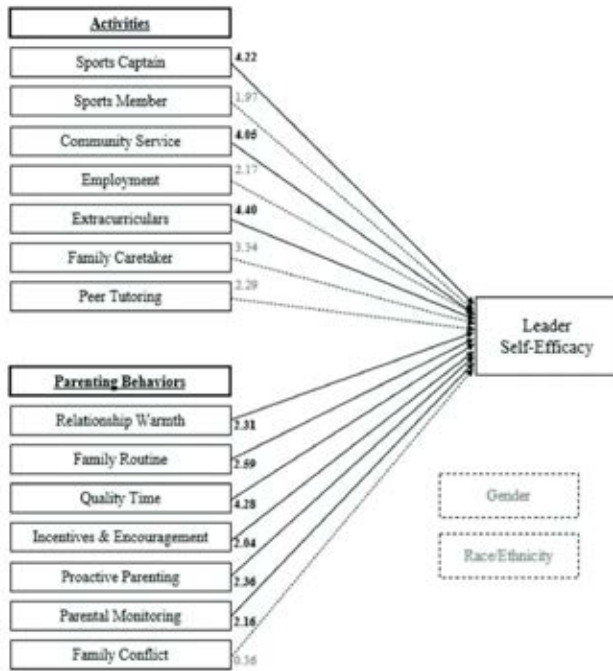 Activities
Sports Captain
4.22
Sports Member
1.97
Community Service
4.05
Employment
2.17
Extracurriculars
4.40
Family Caretaker
3.34
Peer Tutoring
2.29
Leader
Self-Efficacy
Parenting Behaviors
Relationship Warmth
2.31
Family Routine
2.59
Quality Time
4.28
Incentives & Encouragement
2.04
Proactive Parenting
2.36
Parental Monitoring
2.16
Family Conflict
0.36
Gender
Race/Ethnicity